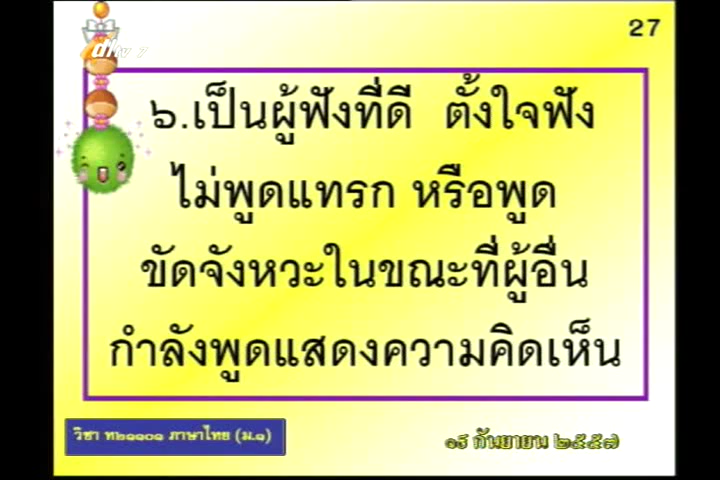 27
๖.เป็นผู้ฟังที่ดี ตั้งใจฟัง
ไม่พูดแทรก หรือพูด
ขัดจังหวะในขณะที่ผู้อื่น
กำลังพูดแสดงความคิดเห็น
วิชา ท๒๑๑๐๑ ภาษาไทย (ม.๑)
กันยายน ๒๕๕๗